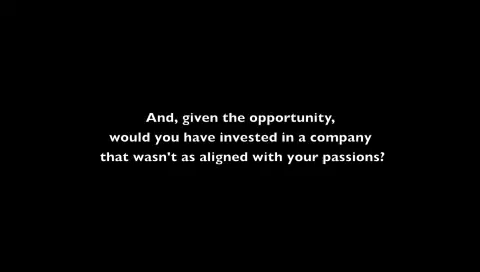 And, given the opportunity,
would you have invested in a company
that wasn't as aligned with your passions?